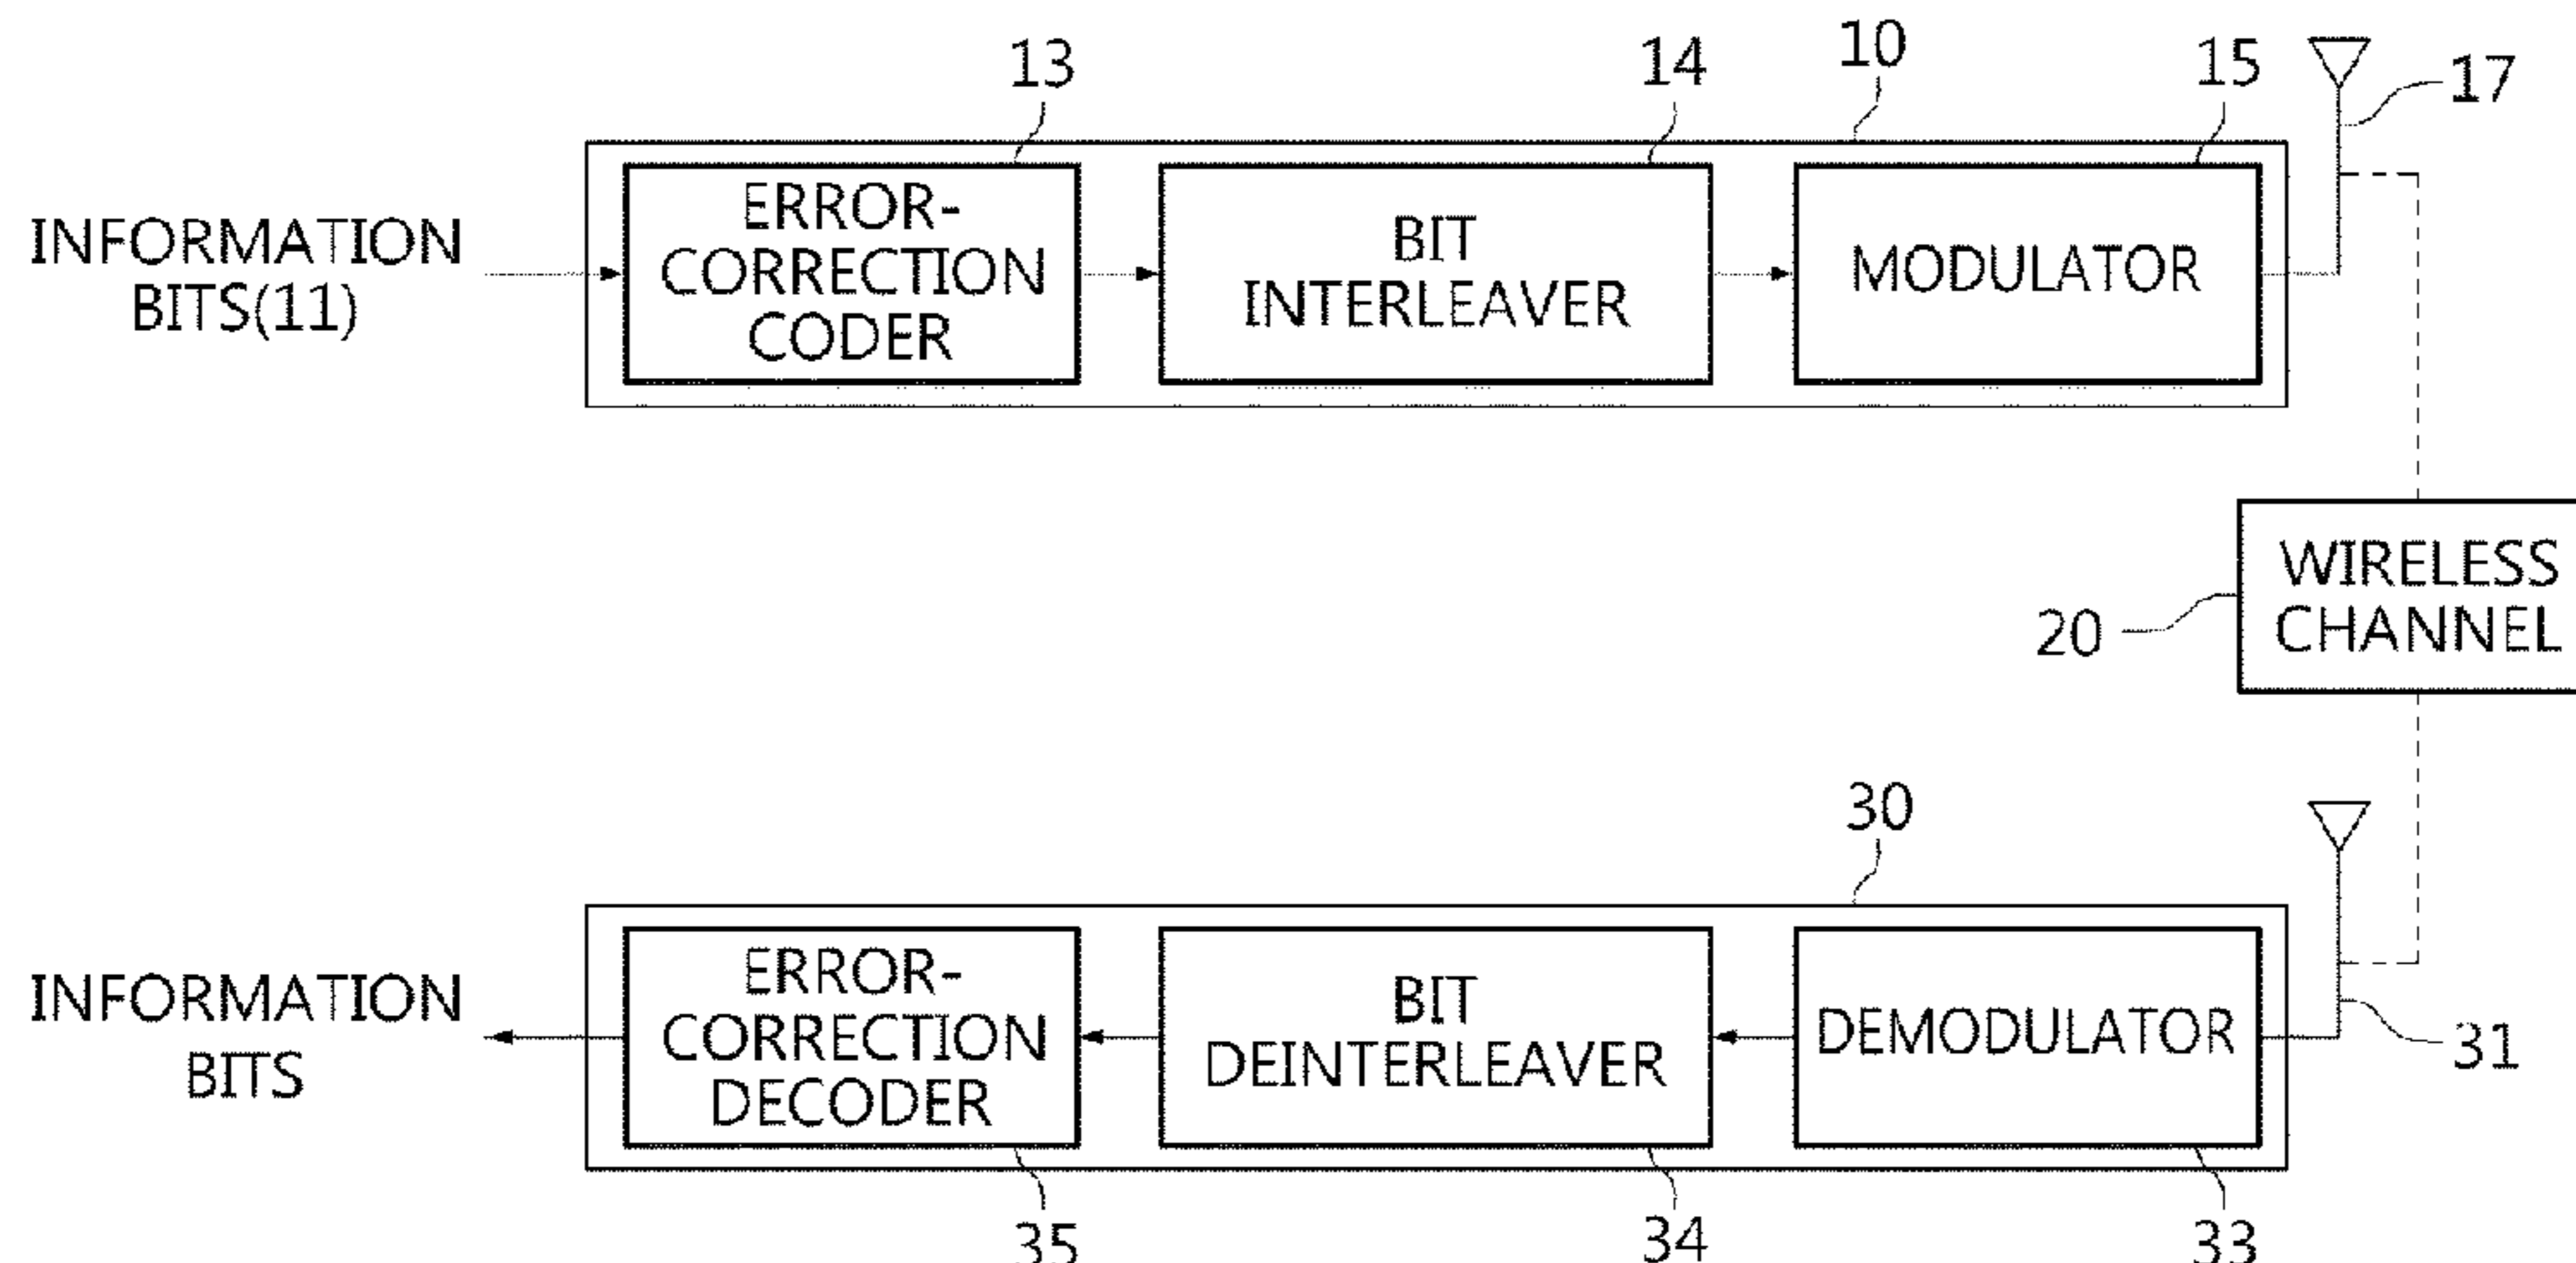 13
14
10
15
17
INFORMATION
BITS(11)
ERROR-
CORRECTION
CODER
BIT
INTERLEAVER
MODULATOR
WIRELESS
CHANNEL
20
30
INFORMATION
BITS
ERROR-
CORRECTION
DECODER
BIT
DEINTERLEAVER
DEMODULATOR
31
35
34
33